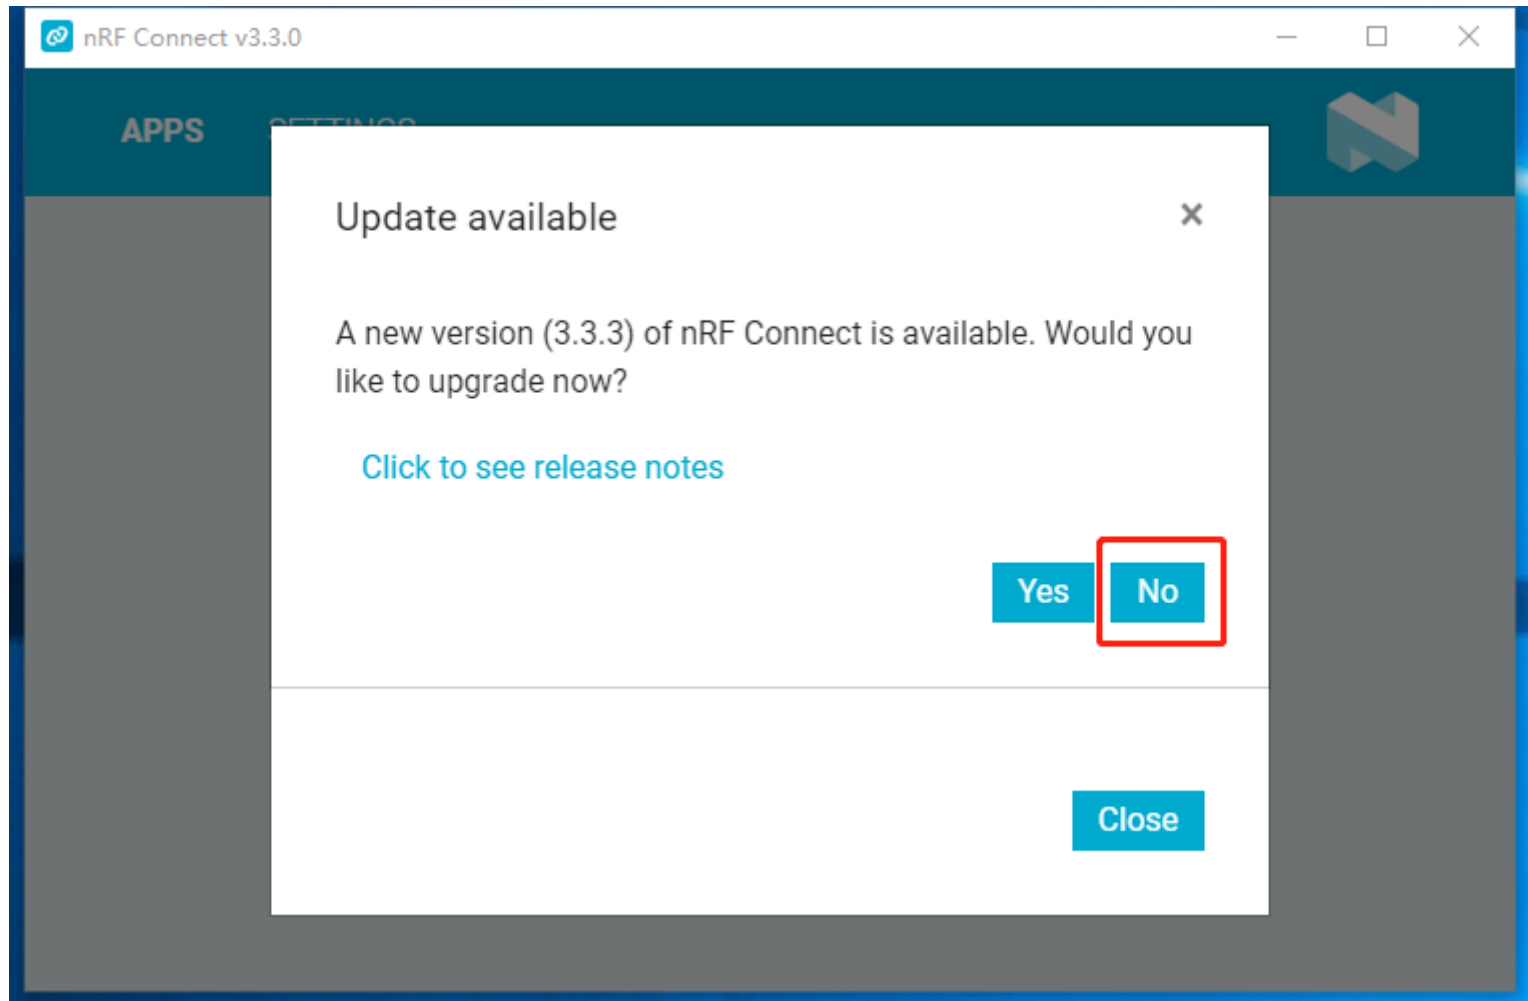 nRF Connect v3.3.0
APPS SETTINGS
Update available
A new version (3.3.3) of nRF Connect is available. Would you
like to upgrade now?
Click to see release notes
Yes No
Close